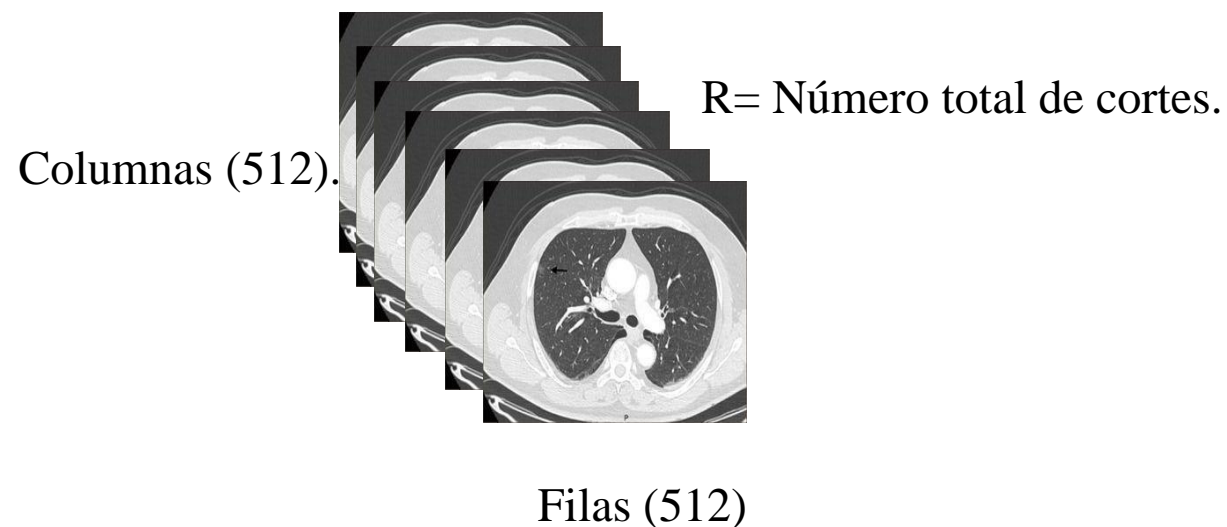 R= Número total de cortes.
Columnas (512).
P
Filas (512)